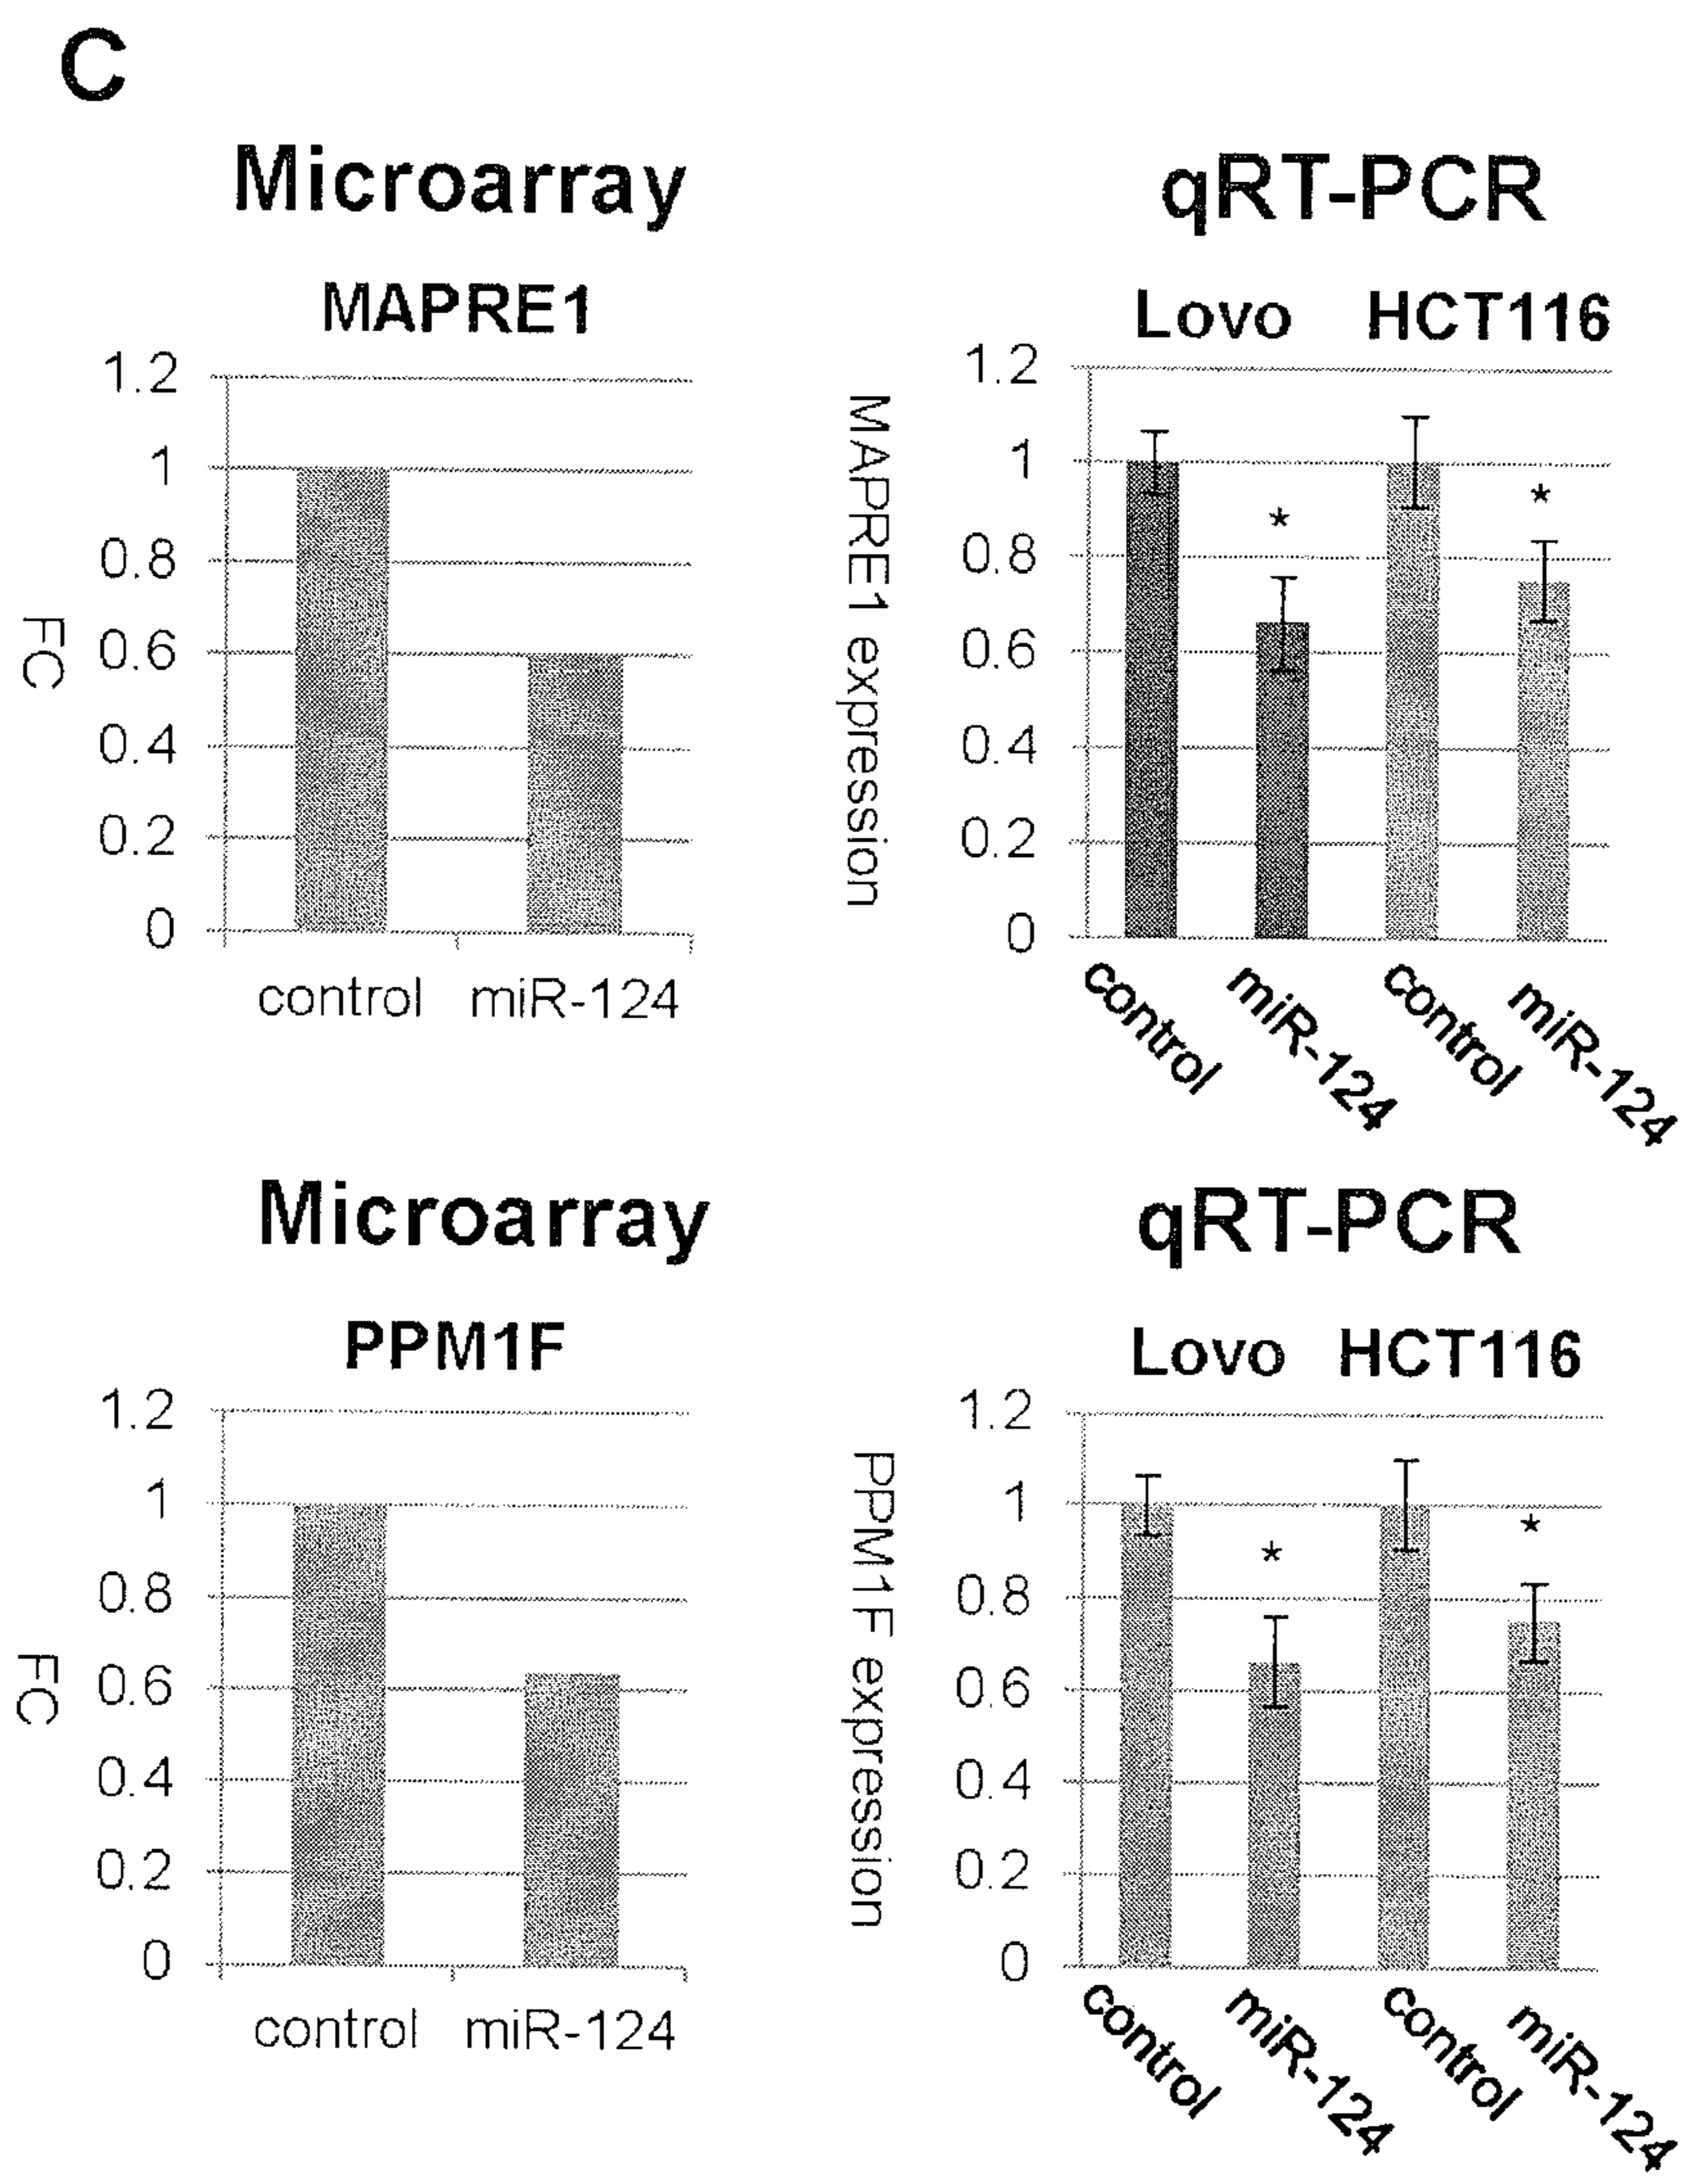 C
Microarray
MAPRE1
1.2
1
0.8
0.6
0.4
0.2
0
FC
control miR-124
qRT-PCR
Lovo HCT116
1.2
1
0.8
0.6
0.4
0.2
0
MAPRE1 expression
*
*
control miR-124 control miR-124
Microarray
PPM1F
1.2
1
0.8
0.6
0.4
0.2
0
FC
control miR-124
qRT-PCR
Lovo HCT116
1.2
1
0.8
0.6
0.4
0.2
0
PPM1F expression
*
*
control miR-124 control miR-124